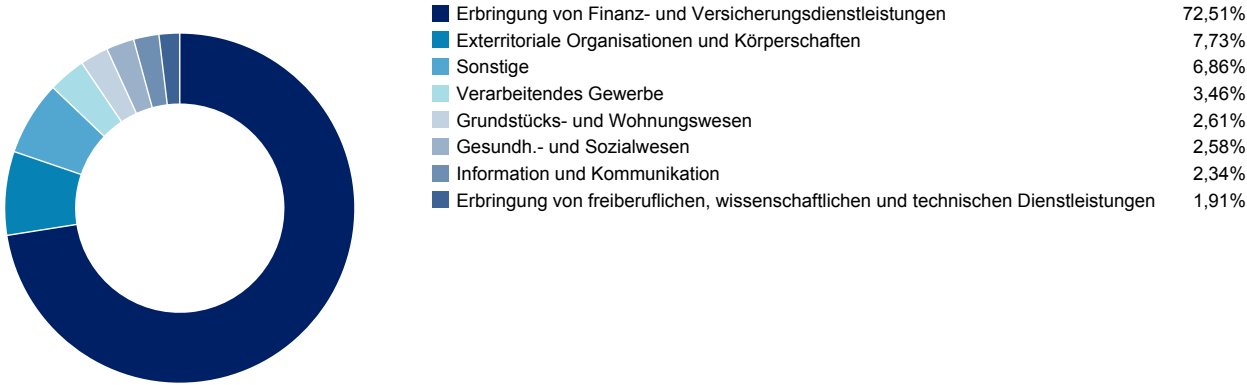 Erbringung von Finanz- und Versicherungsdienstleistungen 72,51%
Exterritoriale Organisationen und Körperschaften 7,73%
Sonstige 6,86%
Verarbeitendes Gewerbe 3,46%
Grundstücks- und Wohnungswesen 2,61%
Gesundh.- und Sozialwesen 2,58%
Information und Kommunikation 2,34%
Erbringung von freiberuflichen, wissenschaftlichen und technischen Dienstleistungen 1,91%